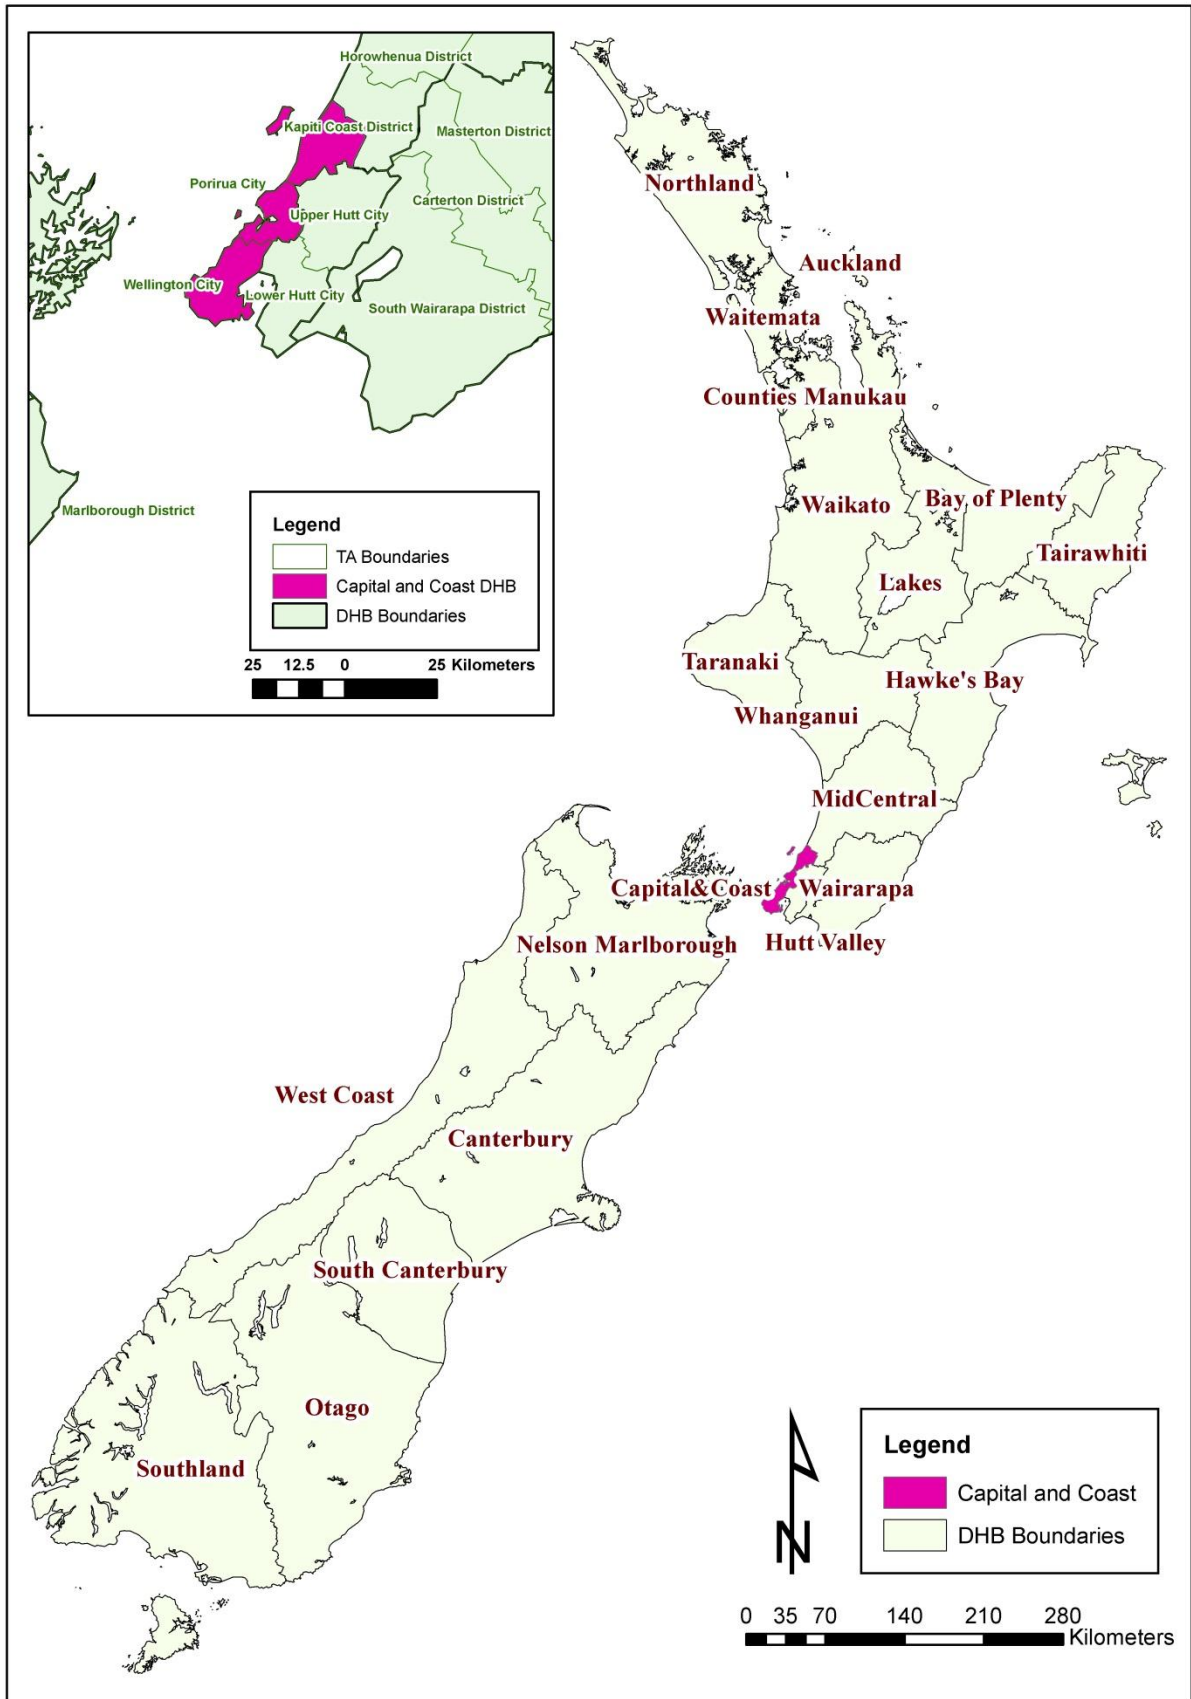 Horowhenua District
Kapiti Coast District
Masterton District
Porirua City
Carterton District
Upper Hutt City
Wellington City
Lower Hutt City
South Wairarapa District
Marlborough District
Legend
TA Boundaries
Capital and Coast DHB
DHB Boundaries
25 12.5 0 25 Kilometers
Northland
Auckland
Waitemata
Counties Manukau
Waikato
Bay of Plenty
Tairawhiti
Lakes
Taranaki
Hawke's Bay
Whanganui
MidCentral
Capital&Coast
Wairarapa
Nelson Marlborough
Hutt Valley
West Coast
Canterbury
South Canterbury
Otago
Southland
N
Legend
Capital and Coast
DHB Boundaries
0 35 70 140 210 280
Kilometers